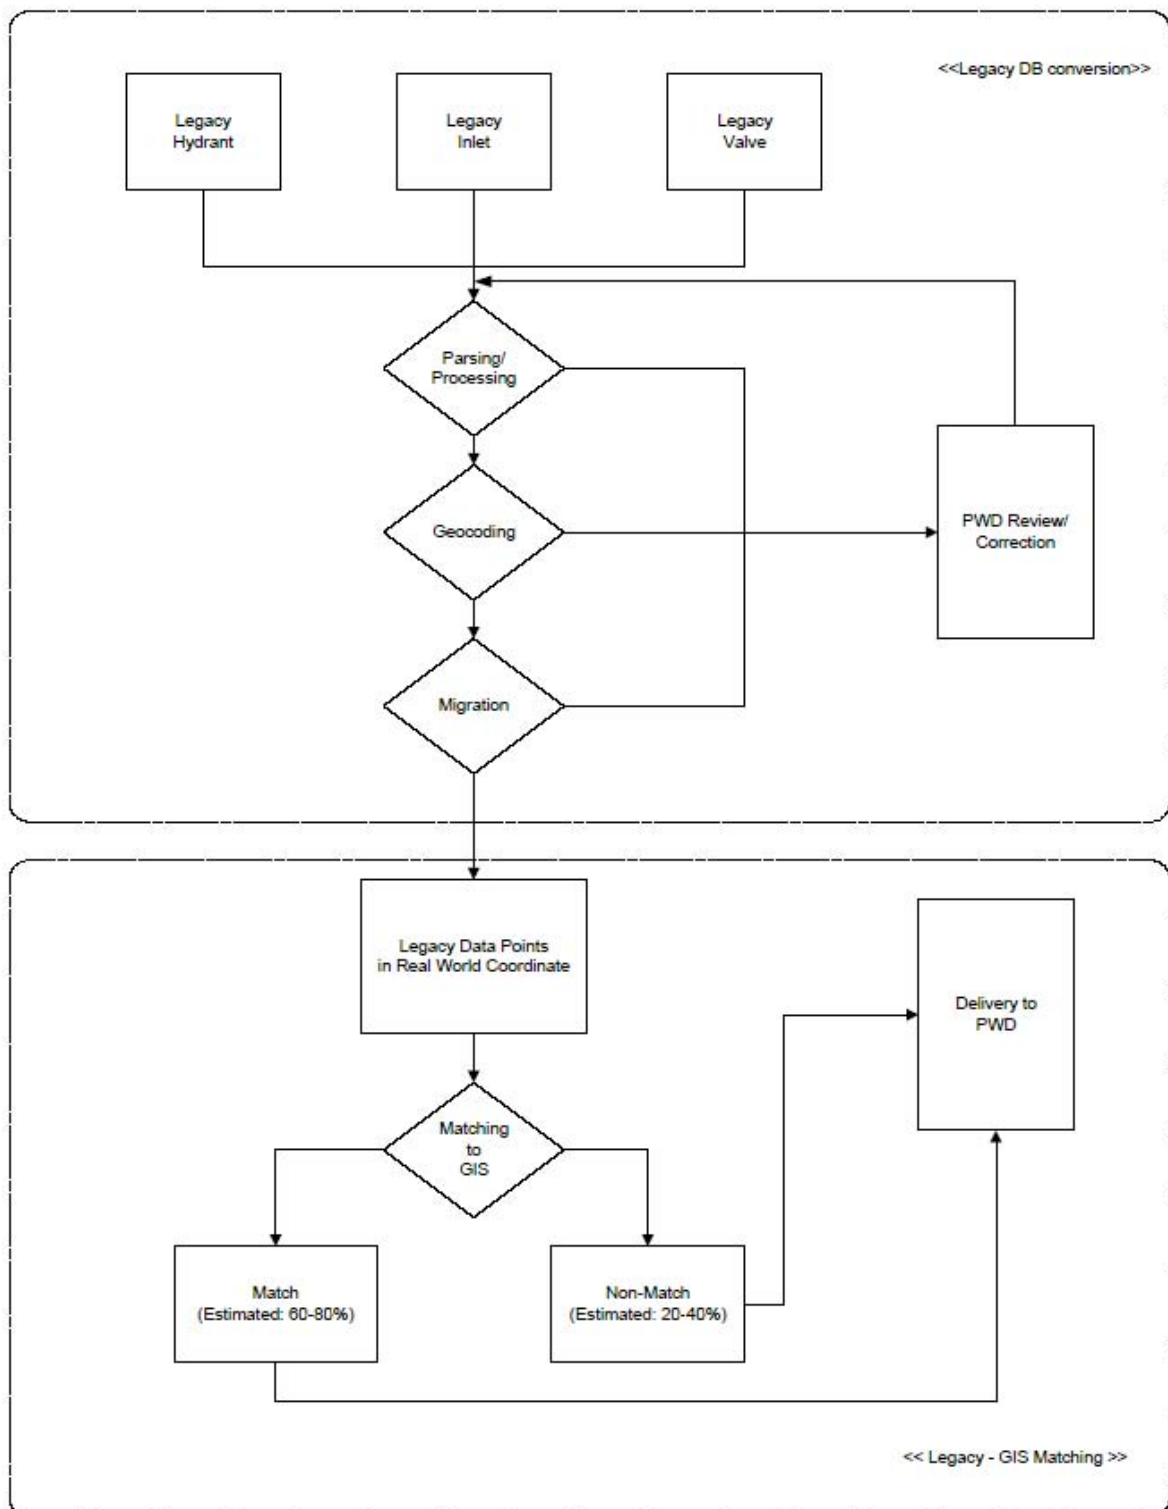 <<Legacy DB conversion>>
Legacy
Hydrant
Legacy
Inlet
Legacy
Valve
Parsing/
Processing
Geocoding
PWD Review/
Correction
Migration
Legacy Data Points
in Real World Coordinate
Delivery to
PWD
Matching
to
GIS
Match
(Estimated: 60-80%)
Non-Match
(Estimated: 20-40%)
<< Legacy - GIS Matching >>